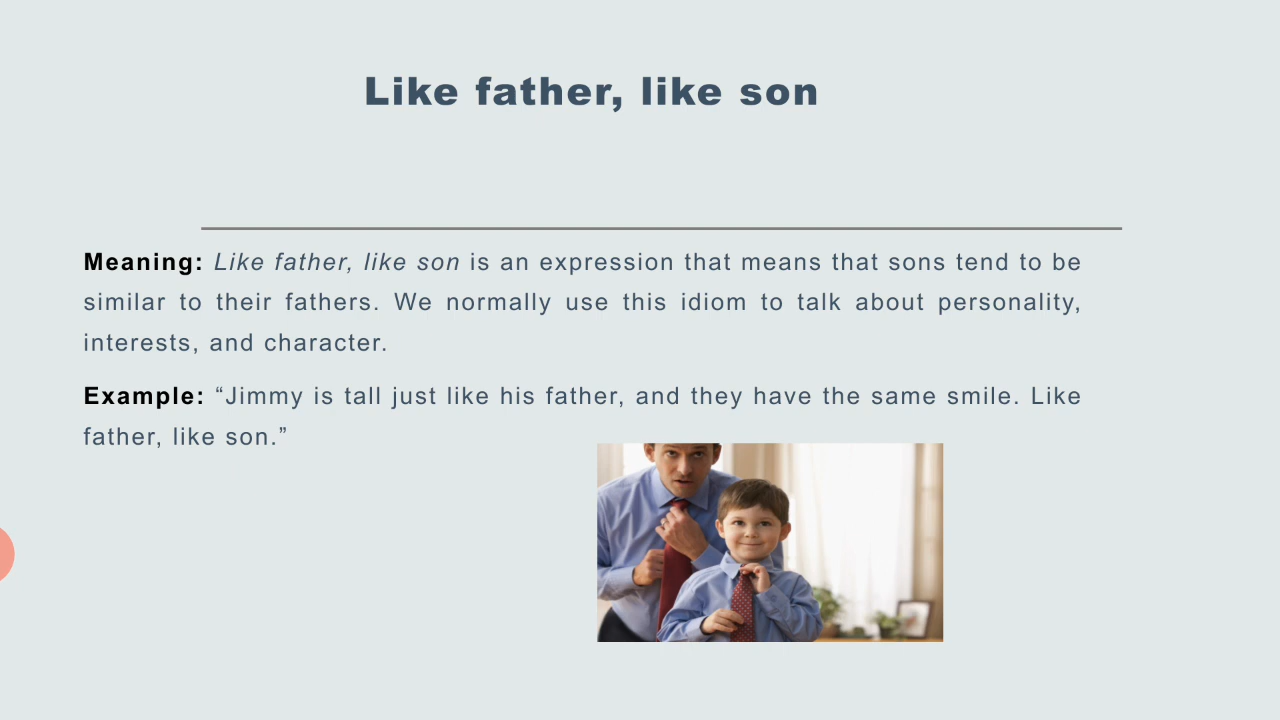 Like father, like son
Meaning: Like father, like son is an expression that means that sons tend to be
similar to their fathers. We normally use this idiom to talk about personality,
interests, and character.
Example: “Jimmy is tall just like his father, and they have the same smile. Like
father, like son.”